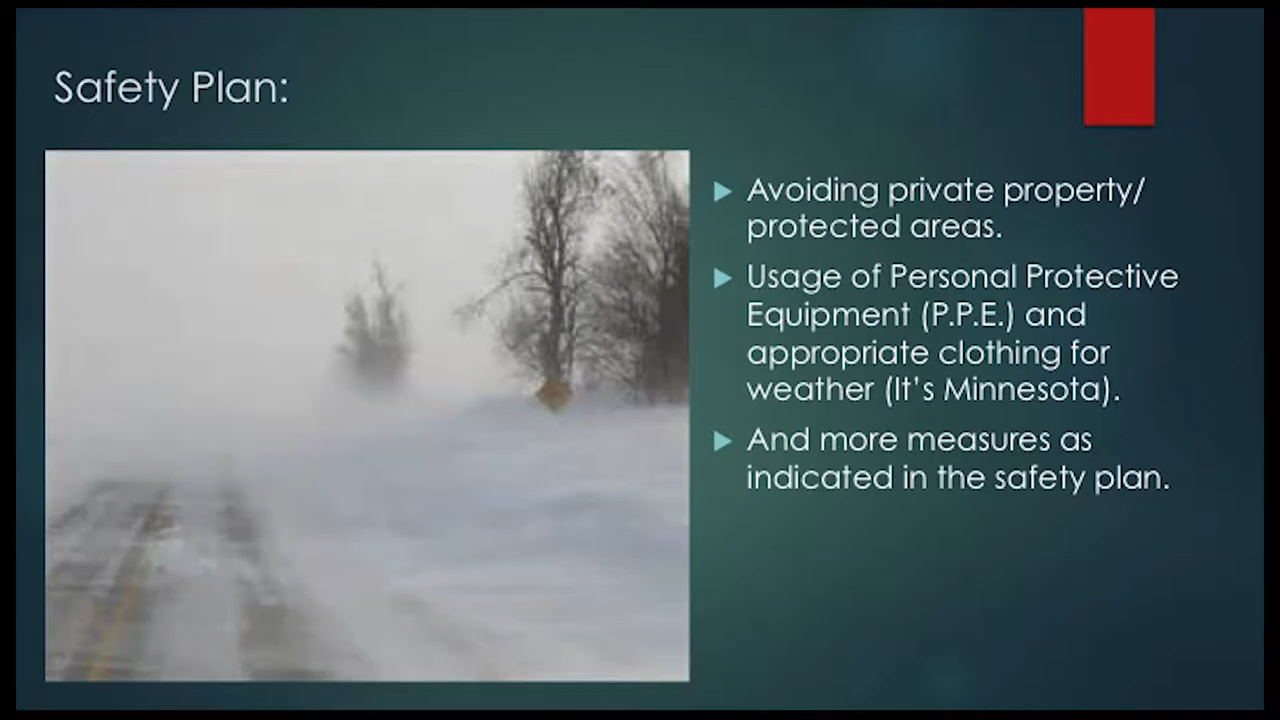 Safety Plan:
Avoiding private property/
protected areas.
Usage of Personal Protective
Equipment (P.P.E.) and
appropriate clothing for
weather (It's Minnesota).
And more measures as
indicated in the safety plan.